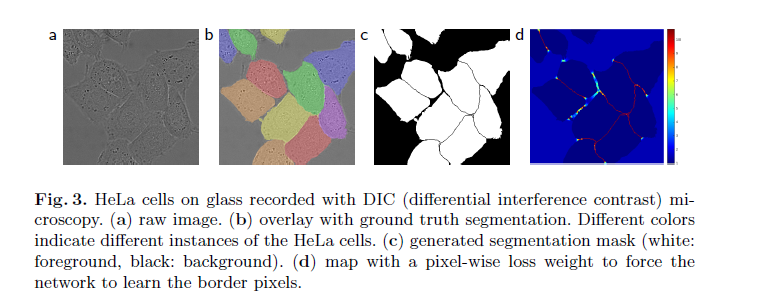 a b c d
Fig. 3. HeLa cells on glass recorded with DIC (differential interference contrast) mi-
croscopy. (a) raw image. (b) overlay with ground truth segmentation. Different colors
indicate different instances of the HeLa cells. (c) generated segmentation mask (white:
foreground, black: background). (d) map with a pixel-wise loss weight to force the
network to learn the border pixels.